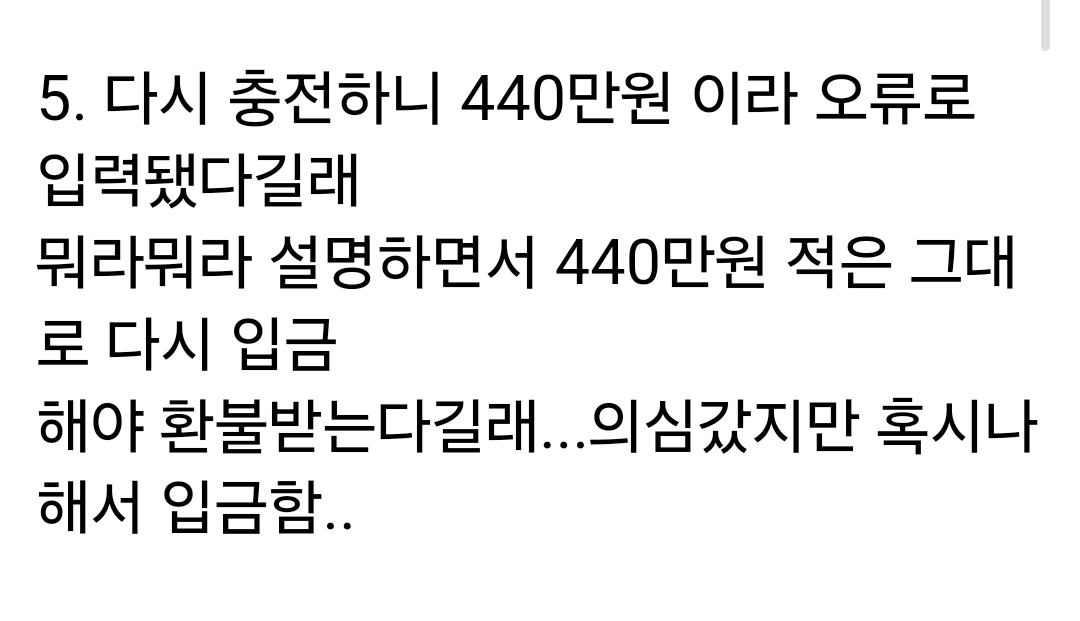 5. 다시 충전하니 440만원 이라 오류로
입력됐다길래
뭐라뭐라 설명하면서 440만원 적은 그대
로 다시 입금
해야 환불받는다길래...의심갔지만 혹시나
해서 입금함..